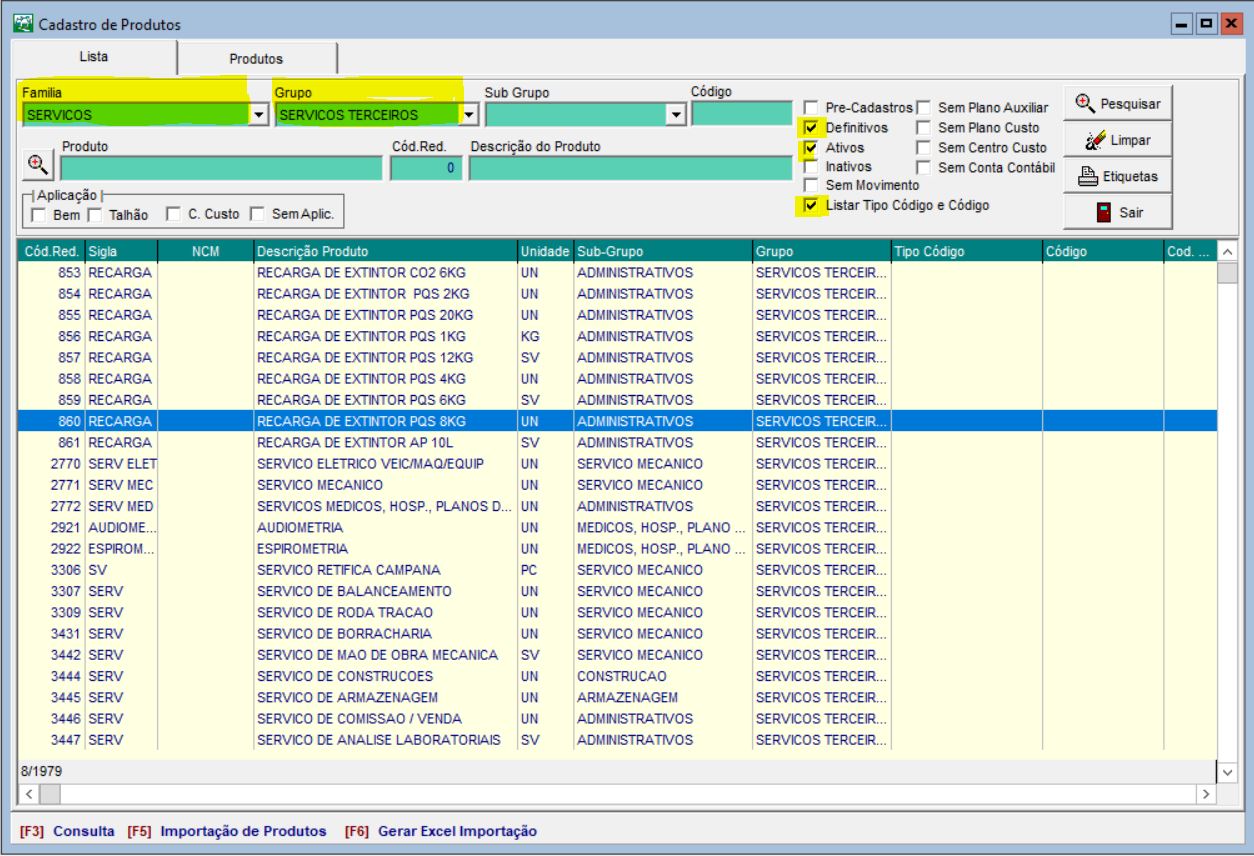 Cadastro de Produtos
Lista Produtos
Familia Grupo Sub Grupo Código
SERVICOS SERVICOS TERCEIROS
Pre-Cadastros Sem Plano Auxiliar
Definitivos Sem Plano Custo
Ativos Sem Centro Custo
Inativos Sem Conta Contábil
Sem Movimento
Listar Tipo Código e Código
Pesquisar
Limpar
Etiquetas
Sair
Produto Cód.Red. Descrição do Produto
0
Aplicação
Bem Talhão C. Custo Sem Aplic.
Cód.Red. Sigla NCM Descrição Produto Unidade Sub-Grupo Grupo Tipo Código Código Cod. ...
853 RECARGA RECARGA DE EXTINTOR CO2 6KG UN ADMINISTRATIVOS SERVICOS TERCEIR...
854 RECARGA RECARGA DE EXTINTOR PQS 2KG UN ADMINISTRATIVOS SERVICOS TERCEIR...
855 RECARGA RECARGA DE EXTINTOR PQS 20KG UN ADMINISTRATIVOS SERVICOS TERCEIR...
856 RECARGA RECARGA DE EXTINTOR PQS 1KG KG ADMINISTRATIVOS SERVICOS TERCEIR...
857 RECARGA RECARGA DE EXTINTOR PQS 12KG SV ADMINISTRATIVOS SERVICOS TERCEIR...
858 RECARGA RECARGA DE EXTINTOR PQS 4KG UN ADMINISTRATIVOS SERVICOS TERCEIR...
859 RECARGA RECARGA DE EXTINTOR PQS 6KG SV ADMINISTRATIVOS SERVICOS TERCEIR...
860 RECARGA RECARGA DE EXTINTOR PQS 8KG UN ADMINISTRATIVOS SERVICOS TERCEIR...
861 RECARGA RECARGA DE EXTINTOR AP 10L SV ADMINISTRATIVOS SERVICOS TERCEIR...
2770 SERV ELET SERVICO ELETRICO VEIC/MAQ/EQUIP UN SERVICO MECANICO SERVICOS TERCEIR...
2771 SERV MEC SERVICO MECANICO UN SERVICO MECANICO SERVICOS TERCEIR...
2772 SERV MED SERVICOS MEDICOS, HOSP., PLANOS D... UN ADMINISTRATIVOS SERVICOS TERCEIR...
2921 AUDIOME... AUDIOMETRIA UN MEDICOS, HOSP., PLANO ... SERVICOS TERCEIR...
2922 ESPIROM... ESPIROMETRIA UN MEDICOS, HOSP., PLANO ... SERVICOS TERCEIR...
3306 SV SERVICO RETIFICA CAMPANA PC SERVICO MECANICO SERVICOS TERCEIR...
3307 SERV SERVICO DE BALANCEAMENTO UN SERVICO MECANICO SERVICOS TERCEIR...
3309 SERV SERVICO DE RODA TRACAO UN SERVICO MECANICO SERVICOS TERCEIR...
3431 SERV SERVICO DE BORRACHARIA UN SERVICO MECANICO SERVICOS TERCEIR...
3442 SERV SERVICO DE MAO DE OBRA MECANICA SV SERVICO MECANICO SERVICOS TERCEIR...
3444 SERV SERVICO DE CONSTRUCOES UN CONSTRUCAO SERVICOS TERCEIR...
3445 SERV SERVICO DE ARMAZENAGEM UN ARMAZENAGEM SERVICOS TERCEIR...
3446 SERV SERVICO DE COMISSAO / VENDA UN ADMINISTRATIVOS SERVICOS TERCEIR...
3447 SERV SERVICO DE ANALISE LABORATORIAIS SV ADMINISTRATIVOS SERVICOS TERCEIR...
8/1979
[F3] Consulta [F5] Importação de Produtos [F6] Gerar Excel Importação